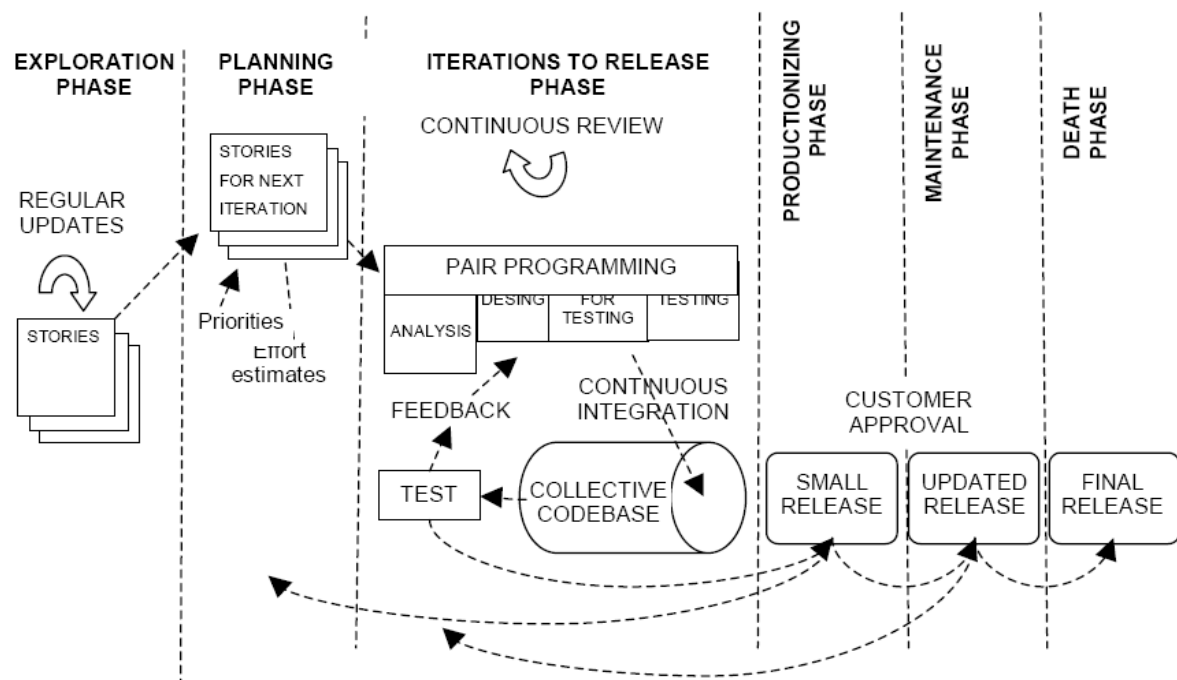 EXPLORATION
PHASE
PLANNING
PHASE
ITERATIONS TO RELEASE
PHASE
PRODUCTIONIZING
PHASE
MAINTENANCE
PHASE
DEATH
PHASE
CONTINUOUS REVIEW
REGULAR
UPDATES
STORIES
STORIES
FOR NEXT
ITERATION
Priorities
Effort
estimates
PAIR PROGRAMMING
ANALYSIS
DESING
FOR
TESTING
TESTING
FEEDBACK
CONTINUOUS
INTEGRATION
TEST
COLLECTIVE
CODEBASE
CUSTOMER
APPROVAL
SMALL
RELEASE
UPDATED
RELEASE
FINAL
RELEASE